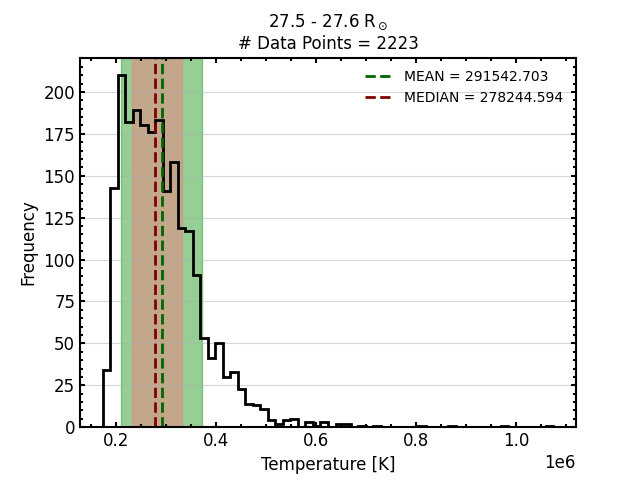 27.5 - 27.6 R⊙
# Data Points = 2223
MEAN = 291542.703
MEDIAN = 278244.594
Frequency
200
175
150
125
100
75
50
25
0
0.2 0.4 0.6 0.8 1.0
1e6
Temperature [K]